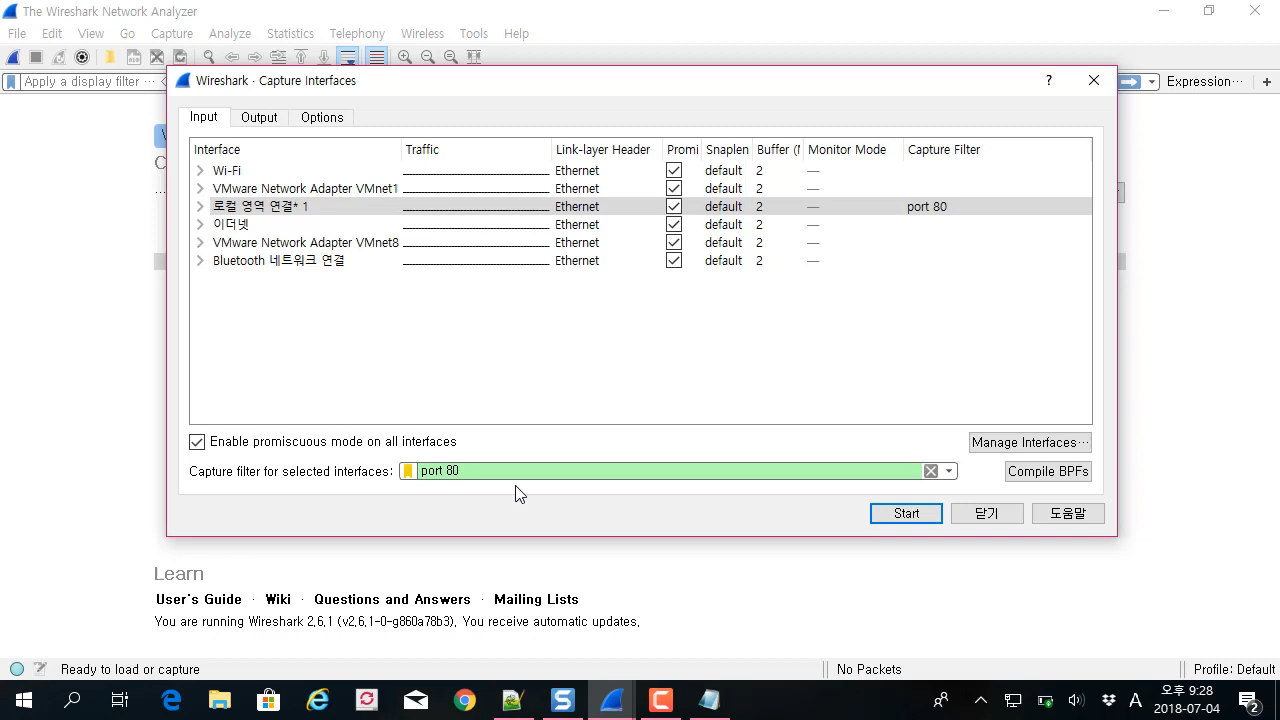 The Wireshark Network Analyzer
File Edit View Go Capture Analyze Statistics Telephony Wireless Tools Help
Apply a display filter ··· Expression··· +
Wireshark · Capture Interfaces ?
Input Output Options
Interface Traffic Link-layer Header Promi Snaplen Buffer (I Monitor Mode Capture Filter
Wi-Fi Ethernet default 2 —
VMware Network Adapter VMnet1 Ethernet default 2 —
로컬 영역 연결* 1 Ethernet default 2 — port 80
이더넷 Ethernet default 2 —
VMware Network Adapter VMnet8 Ethernet default 2 —
Bluetooth 네트워크 연결 Ethernet default 2 —
Enable promiscuous mode on all interfaces Manage Interfaces···
Capture filter for selected interfaces: port 80 Compile BPFs
Start 닫기 도움말
Learn
User's Guide · Wiki · Questions and Answers · Mailing Lists
You are running Wireshark 2.6.1 (v2.6.1-0-g860a78b3). You receive automatic updates.
Ready to load or capture No Packets Profile: Default
A 오후 9:28
2018-07-04 2